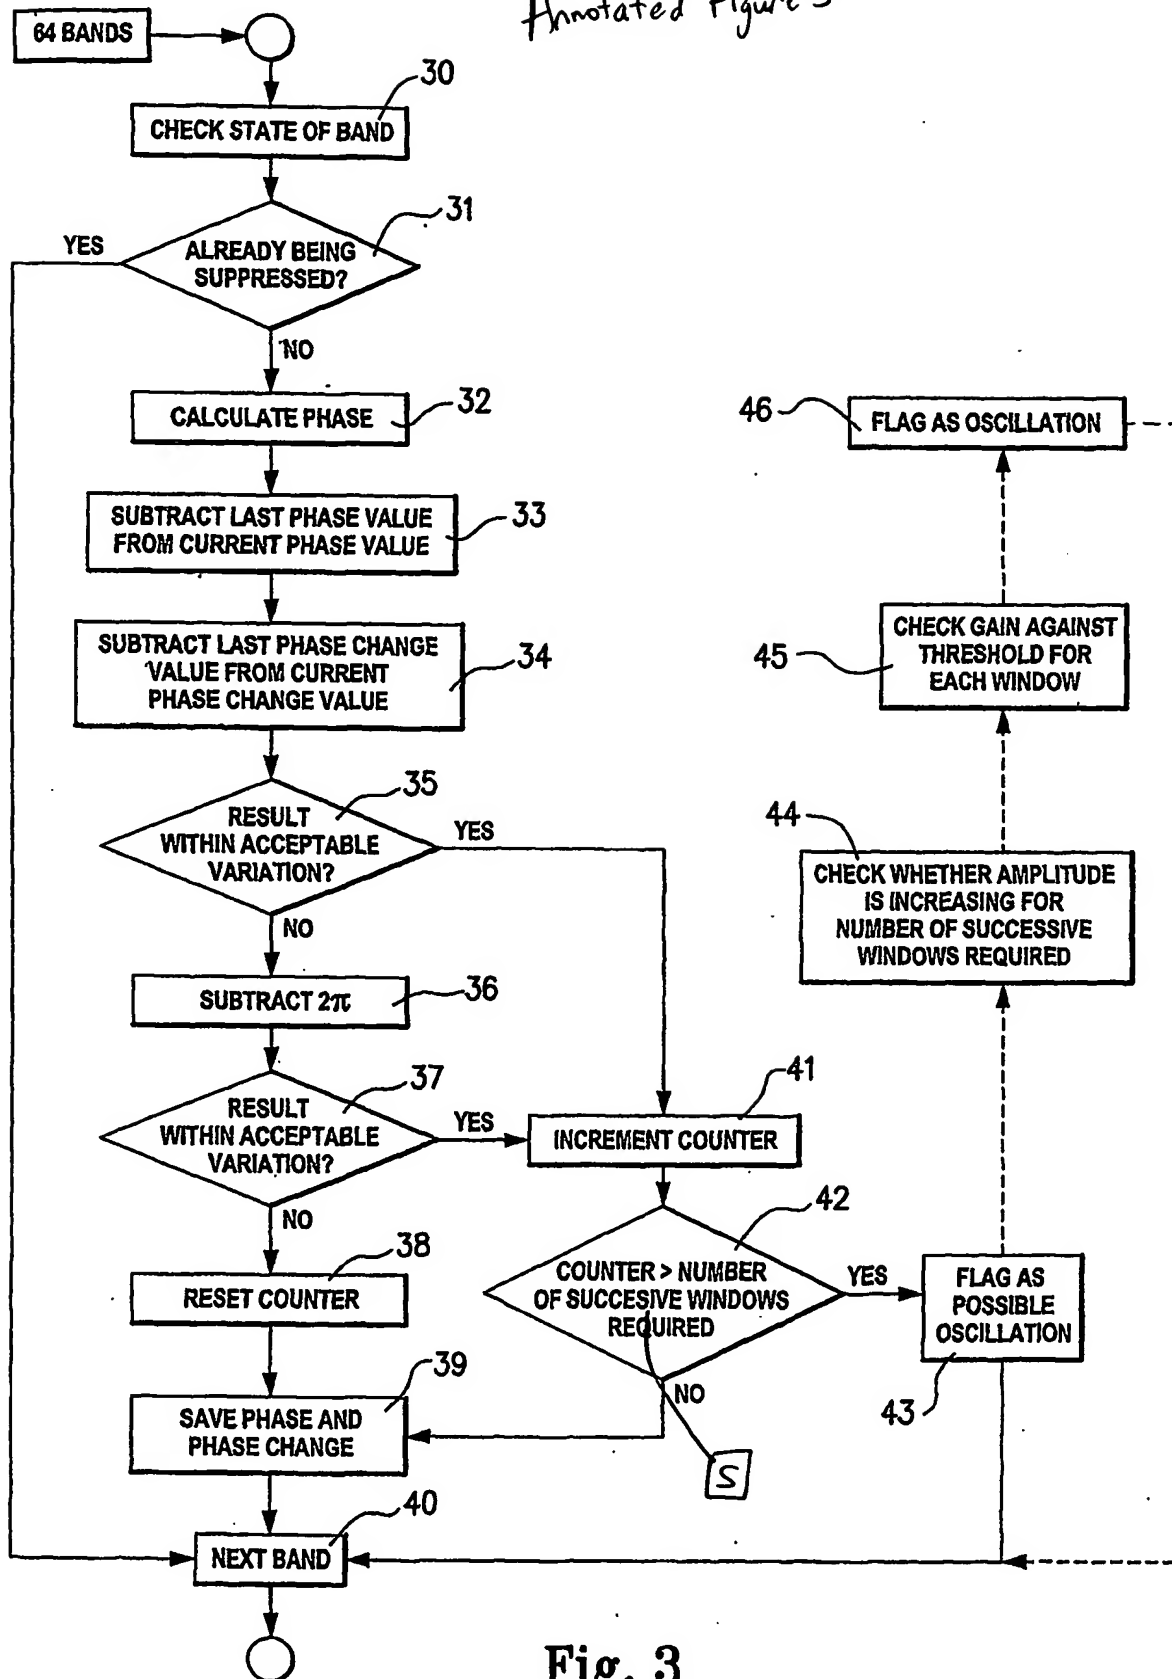 Annotated Figure 3
64 BANDS
30
CHECK STATE OF BAND
31
YES
ALREADY BEING
SUPPRESSED?
NO
32
CALCULATE PHASE
46
FLAG AS OSCILLATION
33
SUBTRACT LAST PHASE VALUE
FROM CURRENT PHASE VALUE
34
SUBTRACT LAST PHASE CHANGE
VALUE FROM CURRENT
PHASE CHANGE VALUE
45
CHECK GAIN AGAINST
THRESHOLD FOR
EACH WINDOW
35
RESULT
WITHIN ACCEPTABLE
VARIATION?
YES
NO
44
CHECK WHETHER AMPLITUDE
IS INCREASING FOR
NUMBER OF SUCCESSIVE
WINDOWS REQUIRED
36
SUBTRACT 2π
37
RESULT
WITHIN ACCEPTABLE
VARIATION?
YES
NO
41
INCREMENT COUNTER
42
COUNTER > NUMBER
OF SUCCESIVE WINDOWS
REQUIRED
YES
NO
S
FLAG AS
POSSIBLE
OSCILLATION
43
38
RESET COUNTER
39
SAVE PHASE AND
PHASE CHANGE
40
NEXT BAND
Fig. 3